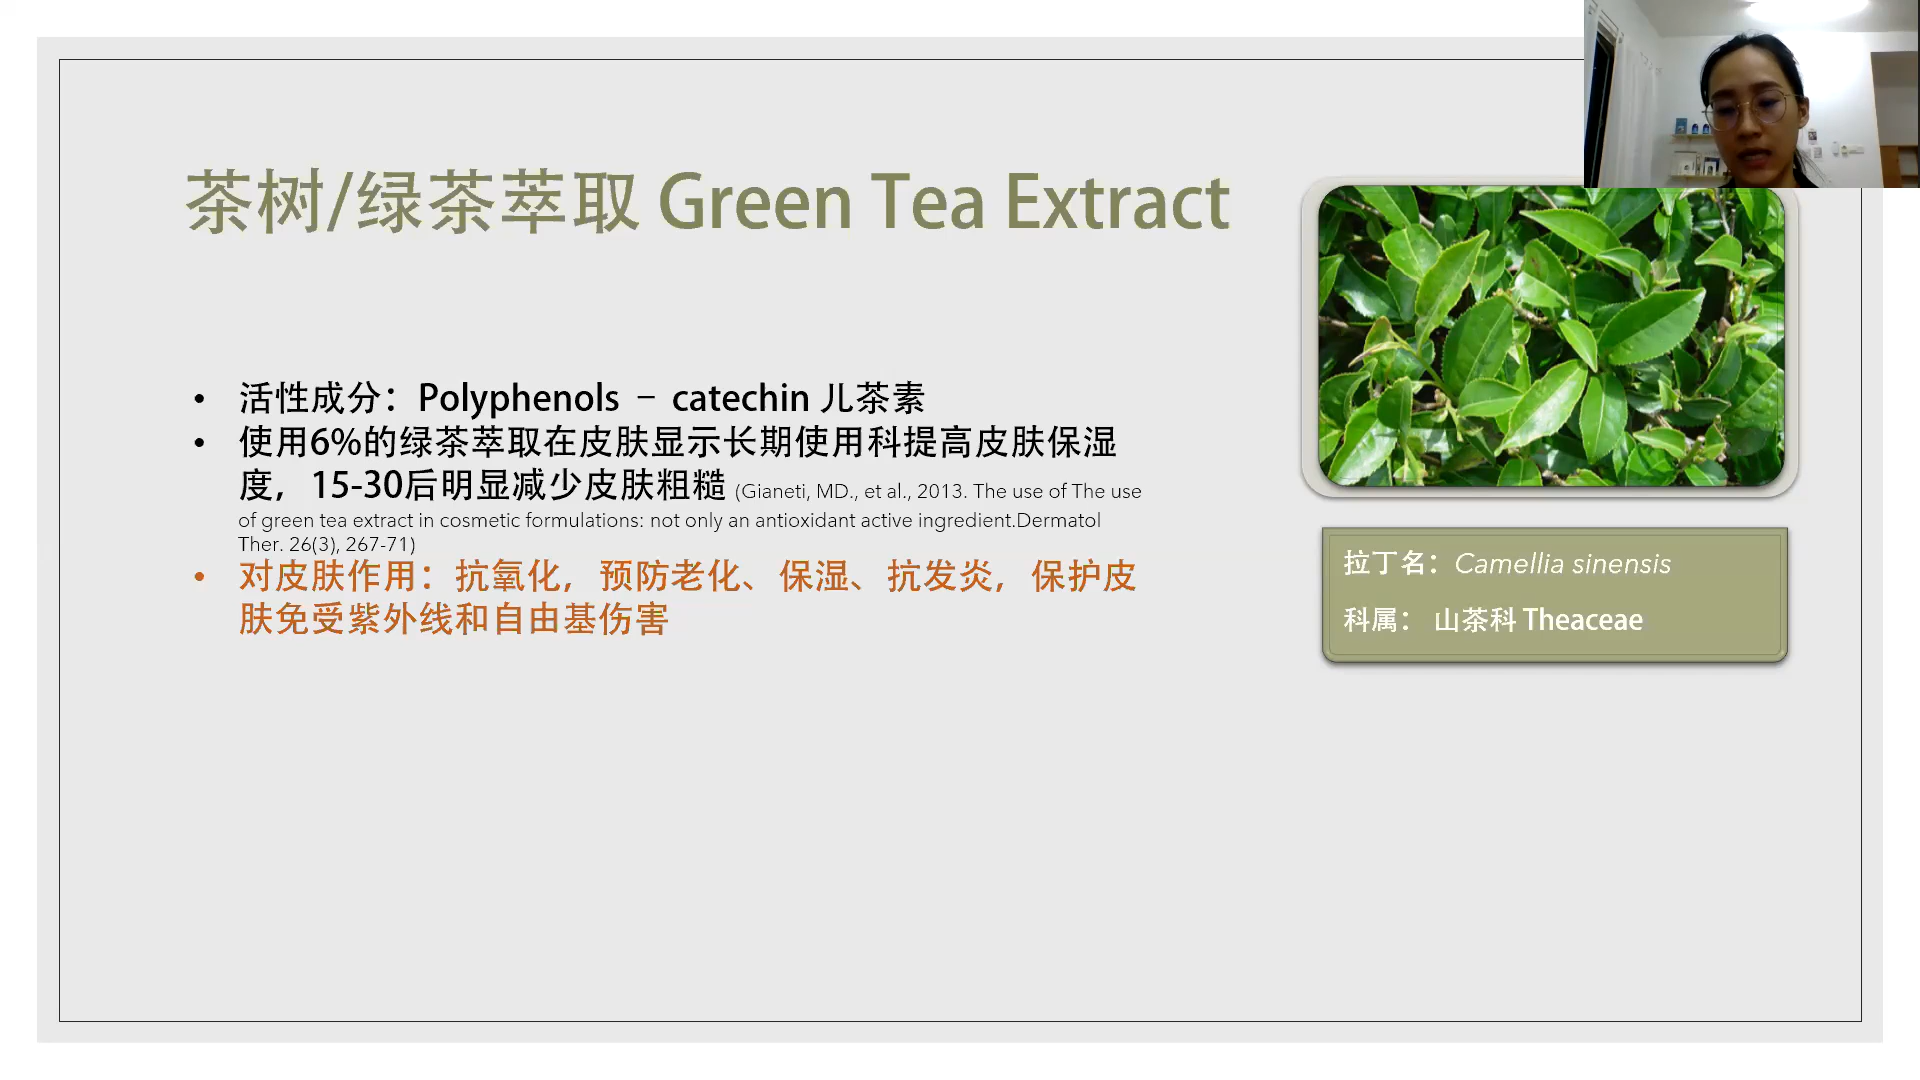 茶树/绿茶萃取 Green Tea Extract
• 活性成分：Polyphenols – catechin 儿茶素
• 使用6%的绿茶萃取在皮肤显示长期使用科提高皮肤保湿
度，15-30后明显减少皮肤粗糙 (Gianeti, MD., et al., 2013. The use of The use
of green tea extract in cosmetic formulations: not only an antioxidant active ingredient.Dermatol
Ther. 26(3), 267-71)
• 对皮肤作用：抗氧化，预防老化、保湿、抗发炎，保护皮
肤免受紫外线和自由基伤害
拉丁名：Camellia sinensis
科属： 山茶科 Theaceae